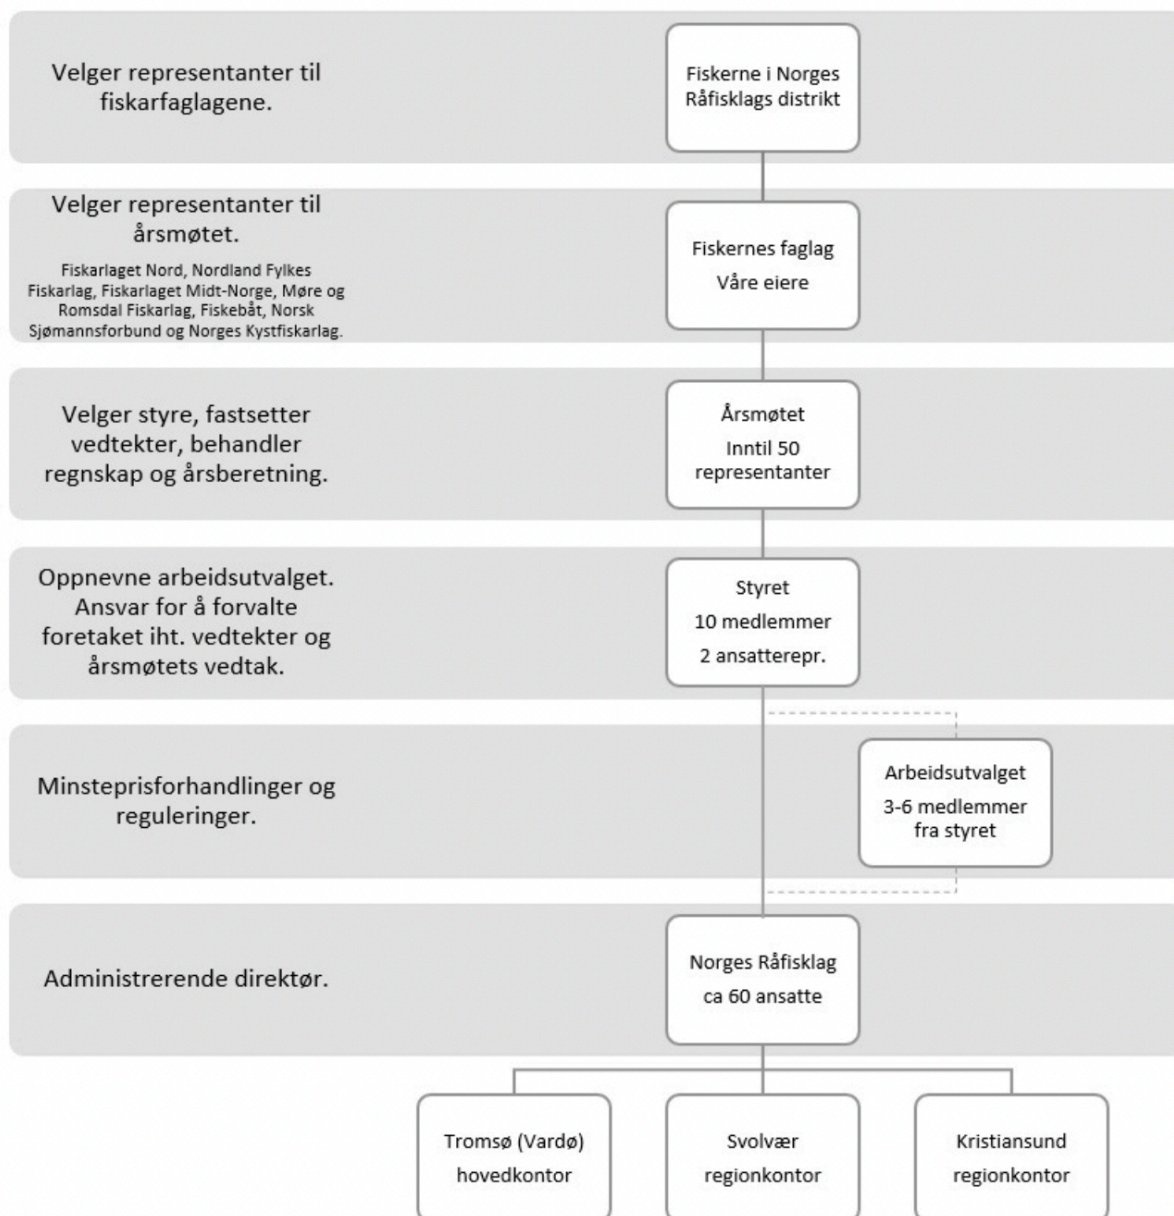 Velger representanter til
fiskarfaglagene.
Fiskerne i Norges
Råfisklags distrikt
Velger representanter til
årsmøtet.
Fiskarlaget Nord, Nordland Fylkes
Fiskarlag, Fiskarlaget Midt-Norge, Møre og
Romsdal Fiskarlag, Fiskebåt, Norsk
Sjømannsforbund og Norges Kystfiskarlag.
Fiskernes faglag
Våre eiere
Velger styre, fastsetter
vedtekter, behandler
regnskap og årsberetning.
Årsmøtet
Inntil 50
representanter
Oppnevne arbeidsutvalget.
Ansvar for å forvalte
foretaket iht. vedtekter og
årsmøtets vedtak.
Styret
10 medlemmer
2 ansatterepr.
Minsteprisforhandlinger og
reguleringer.
Arbeidsutvalget
3-6 medlemmer
fra styret
Administrerende direktør.
Norges Råfisklag
ca 60 ansatte
Tromsø (Vardø)
hovedkontor
Svolvær
regionkontor
Kristiansund
regionkontor